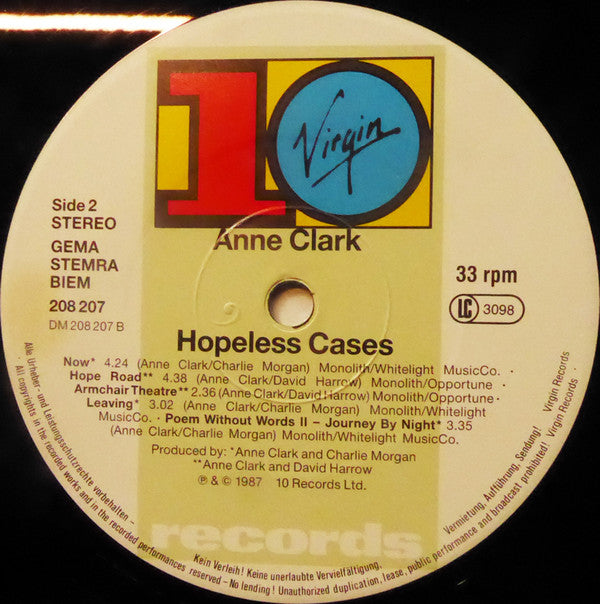 10
Virgin
Side 2
STEREO
GEMA
STEMRA
BIEM
208 207
DM 208 207 B
Anne Clark
33 rpm
LC 3098
Hopeless Cases
Now* 4.24 (Anne Clark/Charlie Morgan) Monolith/Whitelight MusicCo. ·
Hope Road** 4.38 (Anne Clark/David Harrow) Monolith/Opportune ·
Armchair Theatre** 2.36 (Anne Clark/David Harrow) Monolith/Opportune ·
Leaving* 3.02 (Anne Clark/Charlie Morgan) Monolith/Whitelight
MusicCo. · Poem Without Words II – Journey By Night* 3.35
(Anne Clark/Charlie Morgan) Monolith/Whitelight MusicCo.
Produced by: *Anne Clark and Charlie Morgan
**Anne Clark and David Harrow
℗ & © 1987 10 Records Ltd.
records
Alle Urheber- und Leistungsschutzrechte vorbehalten – Kein Verleih! Keine unerlaubte Vervielfältigung, Vermietung, Aufführung, Sendung! Virgin Records
· All copyrights in the recorded works and in the recorded performances reserved – No lending! Unauthorized duplication, lease, public performance and broadcast prohibited! Virgin Records ·